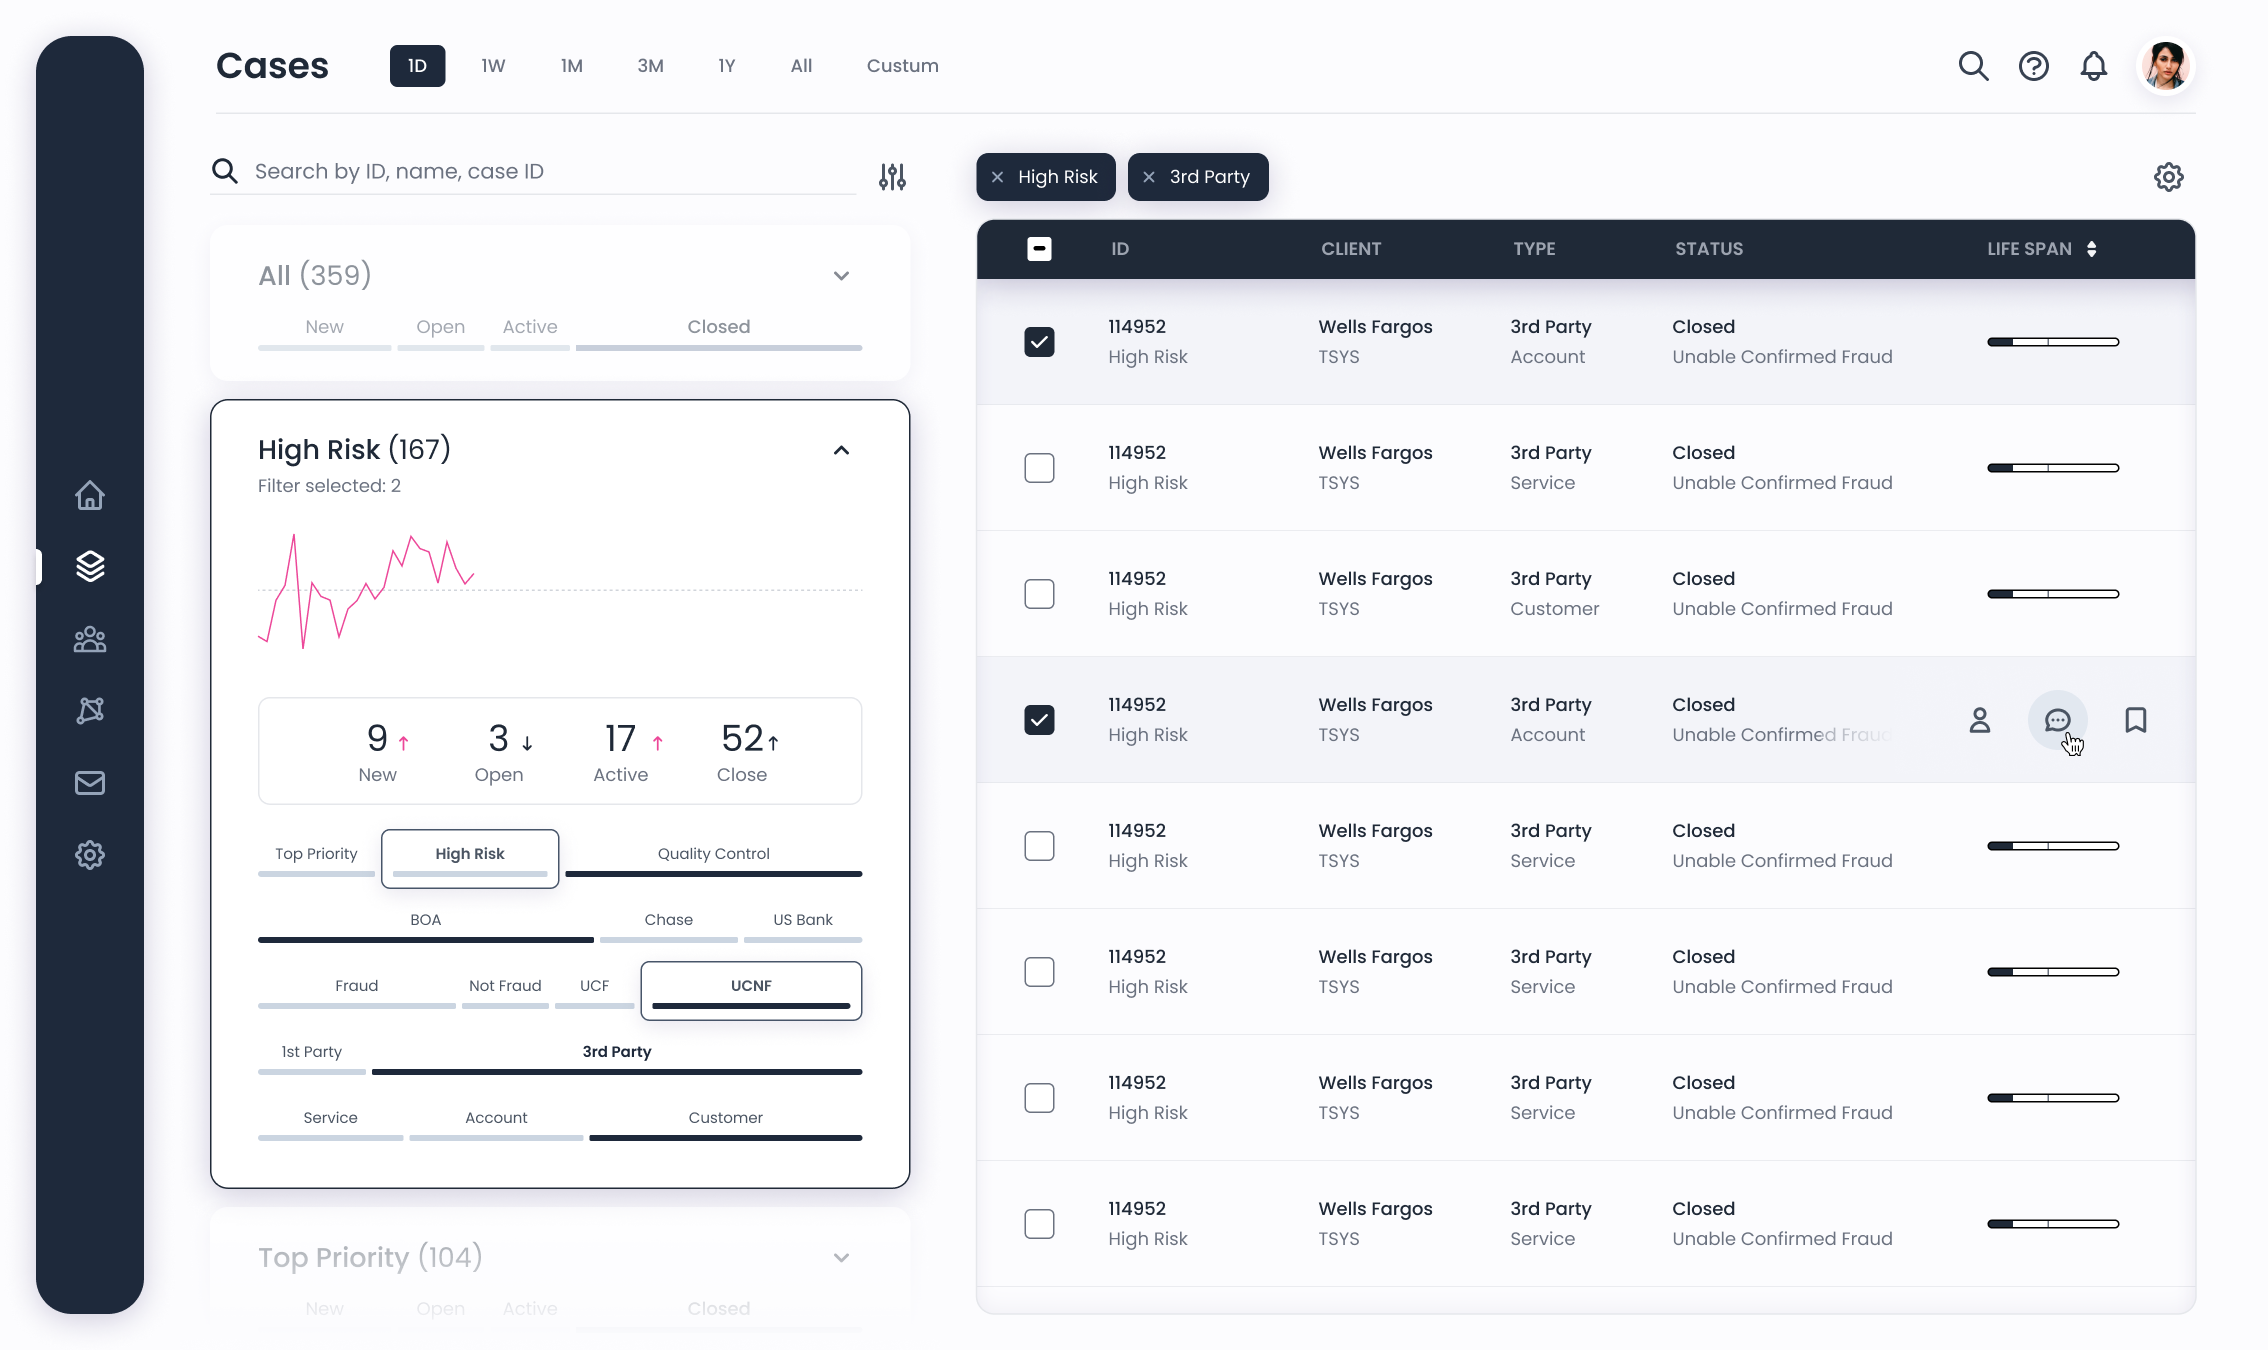 Cases
1D
1W
1M
3M
1Y
All
Custum
Search by ID, name, case ID
All (359)
New
Open
Active
Closed
High Risk (167)
Filter selected: 2
9
New
3
Open
17
Active
52
Close
Top Priority
High Risk
Quality Control
BOA
Chase
US Bank
Fraud
Not Fraud
UCF
UCNF
1st Party
3rd Party
Service
Account
Customer
Top Priority (104)
New
Open
Active
Closed
High Risk
3rd Party
ID
CLIENT
TYPE
STATUS
LIFE SPAN
114952
Wells Fargos
3rd Party
Closed
High Risk
TSYS
Account
Unable Confirmed Fraud
114952
Wells Fargos
3rd Party
Closed
High Risk
TSYS
Service
Unable Confirmed Fraud
114952
Wells Fargos
3rd Party
Closed
High Risk
TSYS
Customer
Unable Confirmed Fraud
114952
Wells Fargos
3rd Party
Closed
High Risk
TSYS
Account
Unable Confirmed Fraud
114952
Wells Fargos
3rd Party
Closed
High Risk
TSYS
Service
Unable Confirmed Fraud
114952
Wells Fargos
3rd Party
Closed
High Risk
TSYS
Service
Unable Confirmed Fraud
114952
Wells Fargos
3rd Party
Closed
High Risk
TSYS
Service
Unable Confirmed Fraud
114952
Wells Fargos
3rd Party
Closed
High Risk
TSYS
Service
Unable Confirmed Fraud